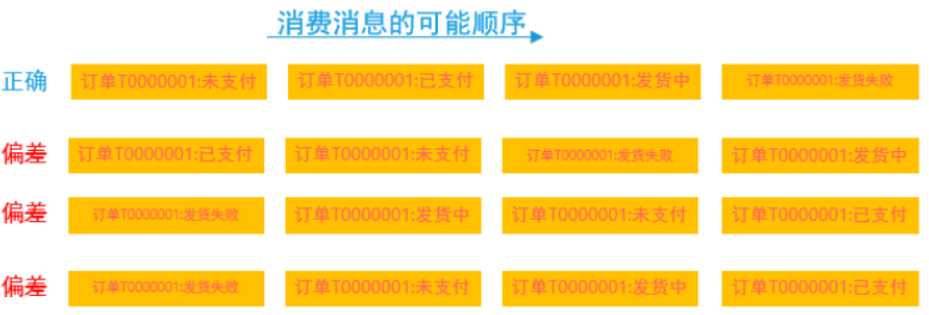 消费消息的可能顺序
正确 订单T0000001:未支付 订单T0000001:已支付 订单T0000001:发货中 订单T0000001:发货失败
偏差 订单T0000001:已支付 订单T0000001:未支付 订单T0000001:发货失败 订单T0000001:发货中
偏差 订单T0000001:发货失败 订单T0000001:发货中 订单T0000001:未支付 订单T0000001:已支付
偏差 订单T0000001:发货失败 订单T0000001:未支付 订单T0000001:发货中 订单T0000001:已支付